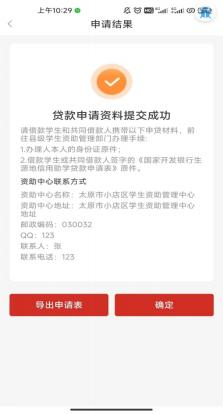 上午10:29
申请结果
贷款申请资料提交成功
请借款学生和共同借款人携带以下申贷材料，前
往县级学生资助管理部门办理手续：
1.办理人本人的身份证原件；
2.借款学生或共同借款人签字的《国家开发银行生
源地信用助学贷款申请表》原件。
资助中心联系方式
资助中心名称：太原市小店区学生资助管理中心
资助中心地址：太原市小店区学生资助管理中心
地址
邮政编码：030032
QQ：123
联系人：张
联系电话：123
导出申请表
确定